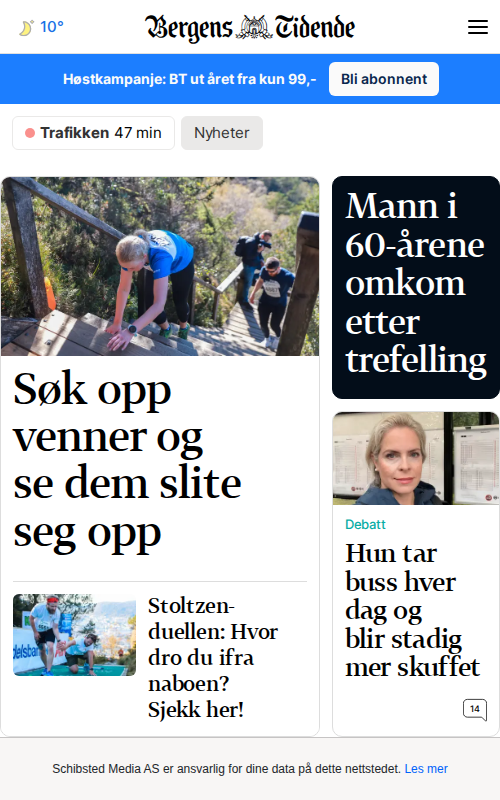 10°
Bergens Tidende
Høstkampanje: BT ut året fra kun 99,-
Bli abonnent
Trafikken 47 min
Nyheter
Søk opp
venner og
se dem slite
seg opp
Stoltzen-
duellen: Hvor
dro du ifra
naboen?
Sjekk her!
Mann i
60-årene
omkom
etter
trefelling
Debatt
Hun tar
buss hver
dag og
blir stadig
mer skuffet
14
Schibsted Media AS er ansvarlig for dine data på dette nettstedet. Les mer